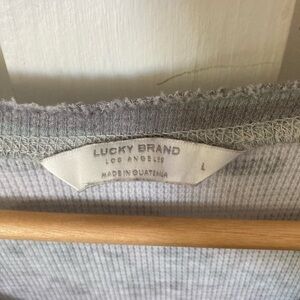 LUCKY BRAND
LOS ANGELES
MADE IN GUATEMALA
L